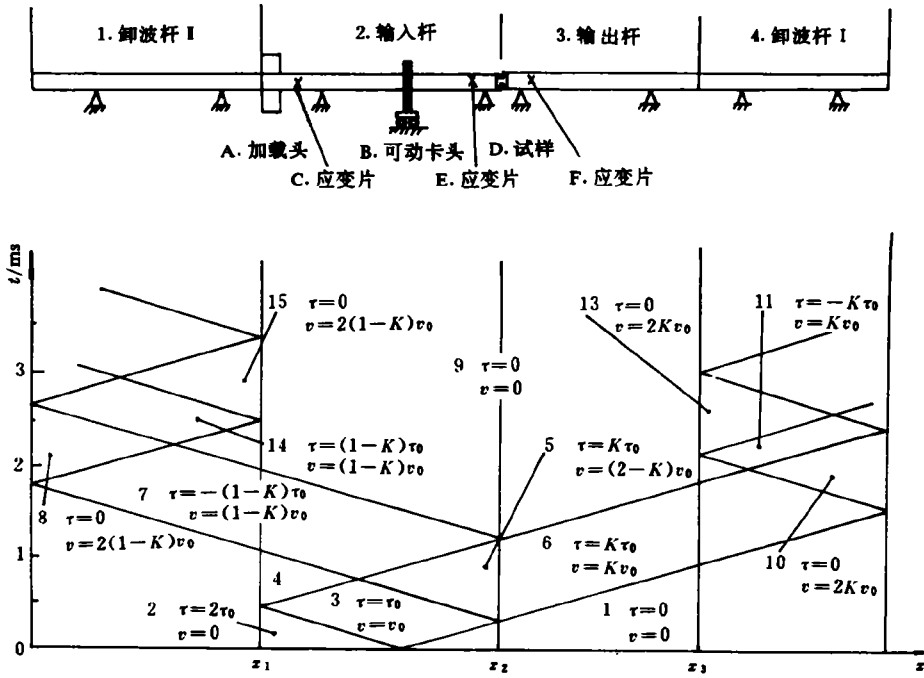 1. 卸波杆 Ⅱ
2. 输入杆
3. 输出杆
4. 卸波杆 Ⅰ
A. 加载头
B. 可动卡头
D. 试样
C. 应变片
E. 应变片
F. 应变片
t/ms
3
2
1
0
15 τ=0
v=2(1-K)v₀
13 τ=0
v=2Kv₀
11 τ=-Kτ₀
v=Kv₀
9 τ=0
v=0
14 τ=(1-K)τ₀
v=(1-K)v₀
5 τ=Kτ₀
v=(2-K)v₀
7 τ=-(1-K)τ₀
v=(1-K)v₀
8 τ=0
v=2(1-K)v₀
6 τ=Kτ₀
v=Kv₀
10 τ=0
v=2Kv₀
4
2 τ=2τ₀
v=0
3 τ=τ₀
v=v₀
1 τ=0
v=0
x₁
x₂
x₃
x